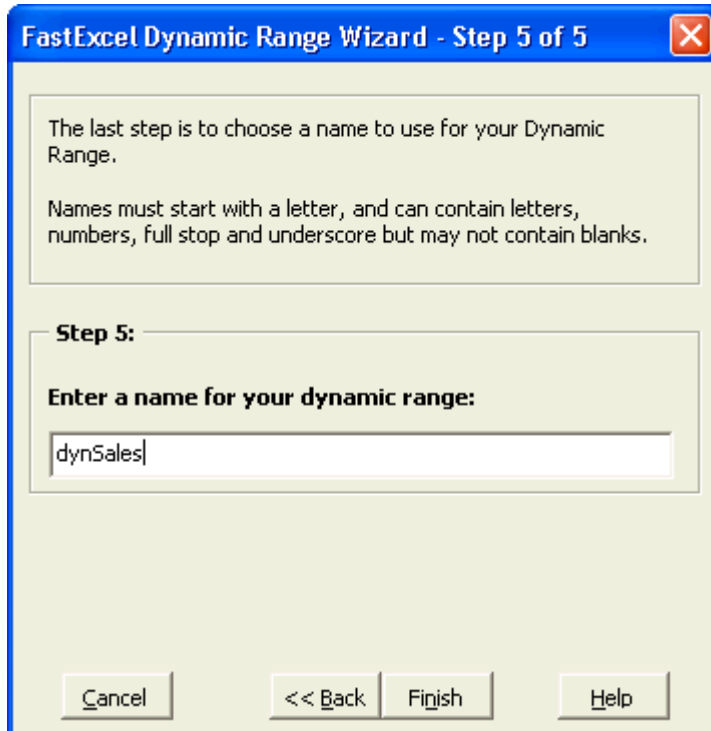 FastExcel Dynamic Range Wizard - Step 5 of 5
The last step is to choose a name to use for your Dynamic
Range.
Names must start with a letter, and can contain letters,
numbers, full stop and underscore but may not contain blanks.
Step 5:
Enter a name for your dynamic range:
dynSales
Cancel
<< Back
Finish
Help